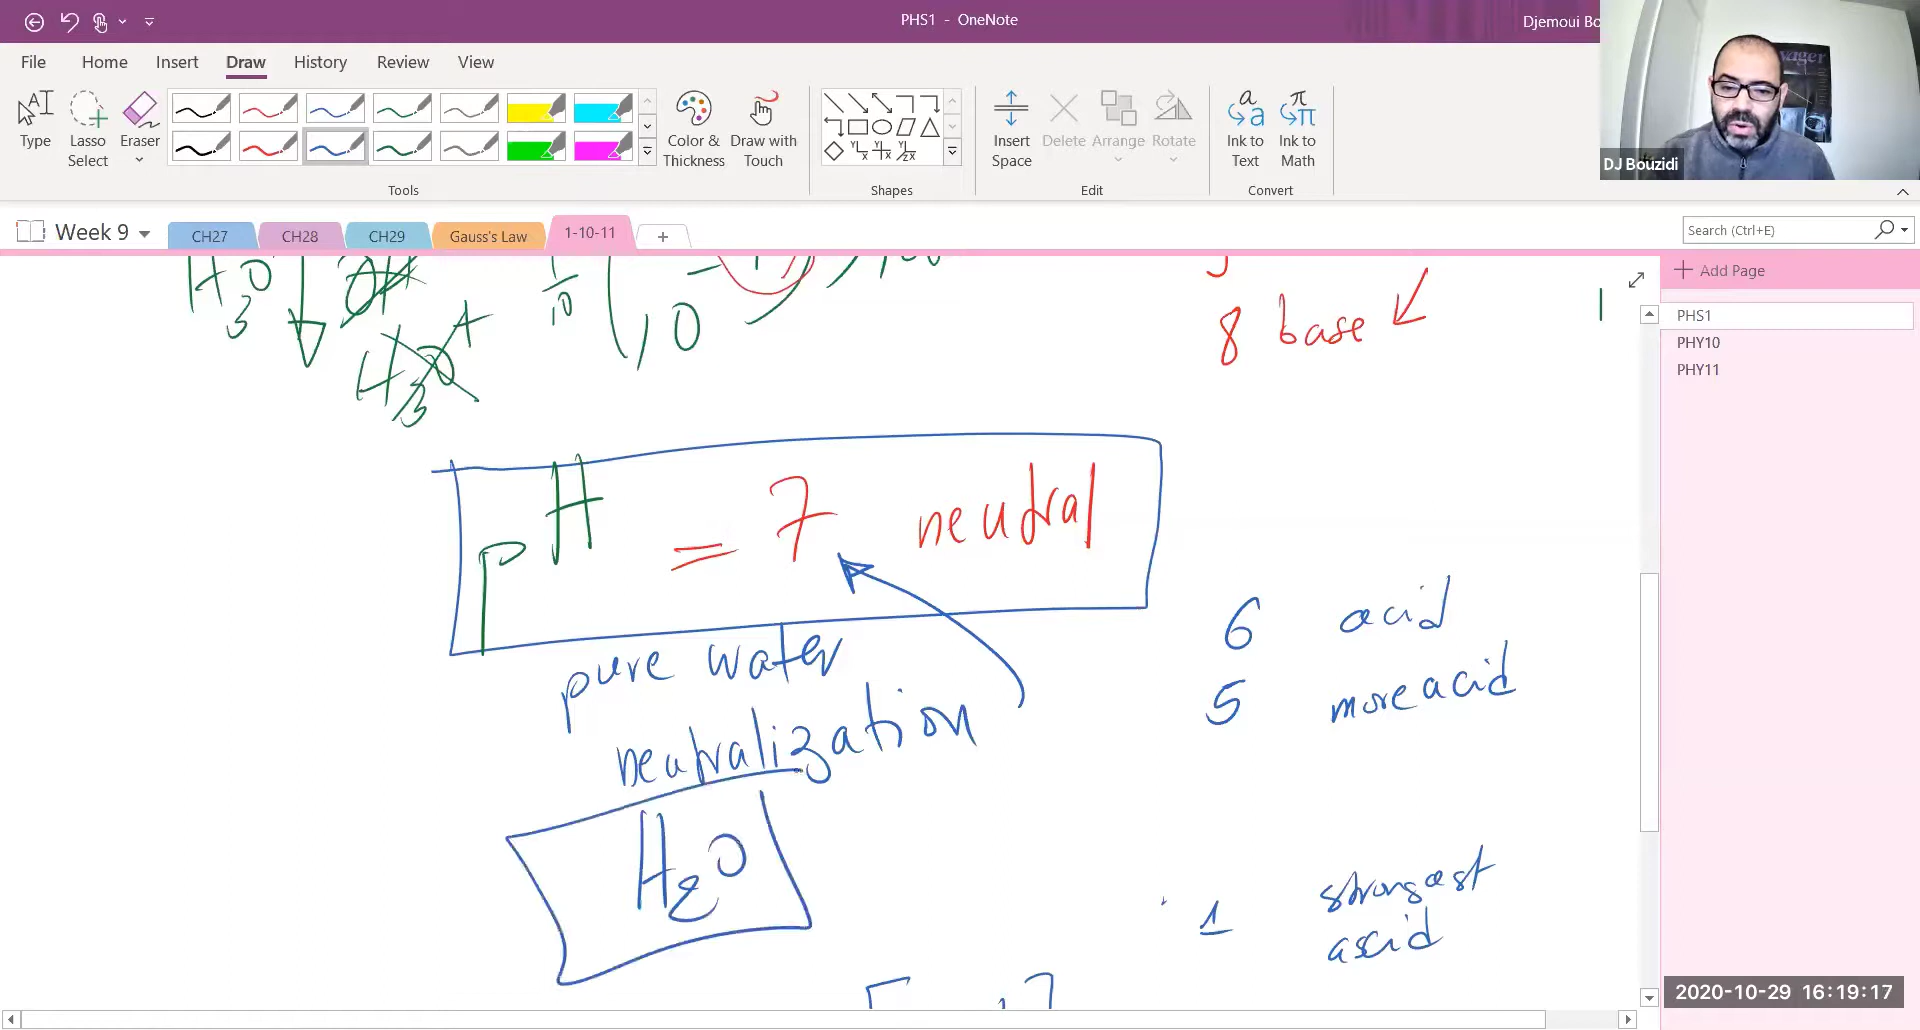 PHS1 - OneNote
Djemoui Bo
File Home Insert Draw History Review View
Type
Lasso Select
Eraser
Color & Thickness
Draw with Touch
Insert Space
Delete
Arrange
Rotate
Ink to Text
Ink to Math
Tools
Shapes
Edit
Convert
DJ Bouzidi
Week 9
CH27
CH28
CH29
Gauss's Law
1-10-11
Search (Ctrl+E)
Add Page
PHS1
PHY10
PHY11
H3O
1/10
10
8 base
pH = 7 neutral
pure water
neutralization
H2O
6 acid
5 more acid
1 strongest
2020-10-29 16:19:17